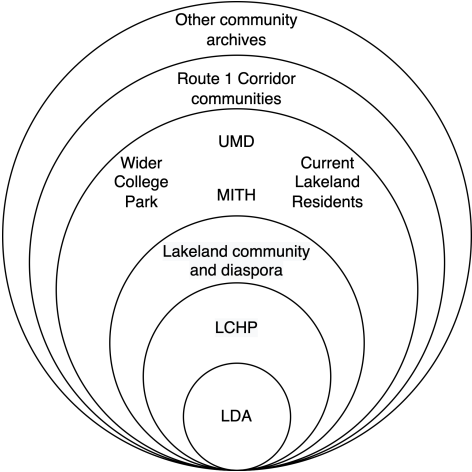 Other community
archives
Route 1 Corridor
communities
UMD
Wider
College
Park
MITH
Current
Lakeland
Residents
Lakeland community
and diaspora
LCHP
LDA